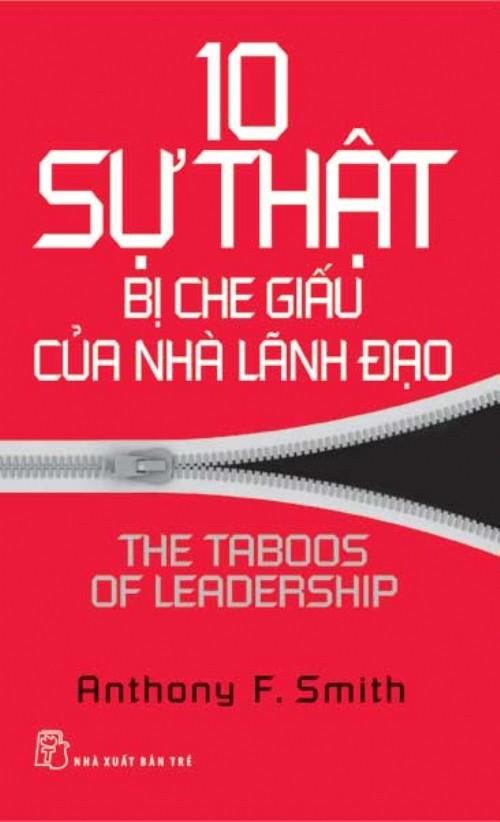 10
SỰ THẬT
BỊ CHE GIẤU
CỦA NHÀ LÃNH ĐẠO
THE TABOOS
OF LEADERSHIP
Anthony F. Smith
NHÀ XUẤT BẢN TRẺ